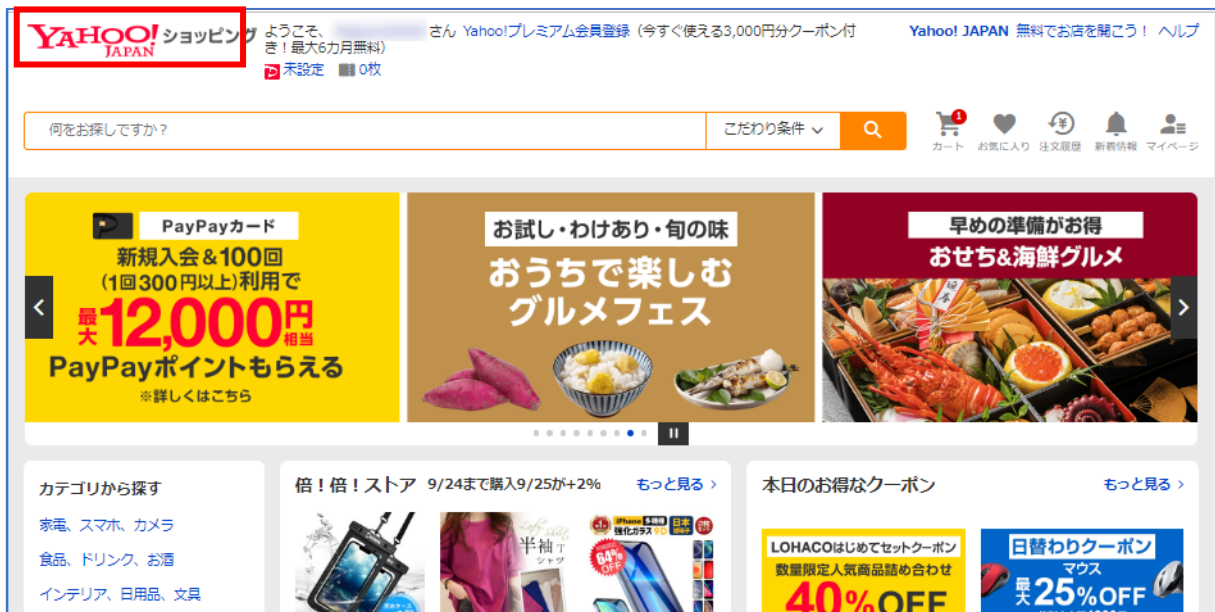 YAHOO! JAPAN ショッピング
ようこそ、 さん Yahoo!プレミアム会員登録（今すぐ使える3,000円分クーポン付
き！最大6カ月無料）
未設定 0枚
Yahoo! JAPAN 無料でお店を開こう！ ヘルプ
何をお探しですか？
こだわり条件
1
カート お気に入り 注文履歴 新着情報 マイページ
PayPayカード
新規入会&100回
(1回300円以上)利用で
最大12,000円相当
PayPayポイントもらえる
※詳しくはこちら
お試し・わけあり・旬の味
おうちで楽しむ
グルメフェス
早めの準備がお得
おせち&海鮮グルメ
カテゴリから探す
家電、スマホ、カメラ
食品、ドリンク、お酒
インテリア、日用品、文具
倍！倍！ストア 9/24まで購入9/25が+2% もっと見る
半袖T
シャツ
iPhone 多機種
強化ガラス9D
日本
64%
OFF
本日のお得なクーポン もっと見る
LOHACOはじめてセットクーポン
数量限定人気商品詰め合わせ
40%OFF
日替わりクーポン
マウス
最大25%OFF